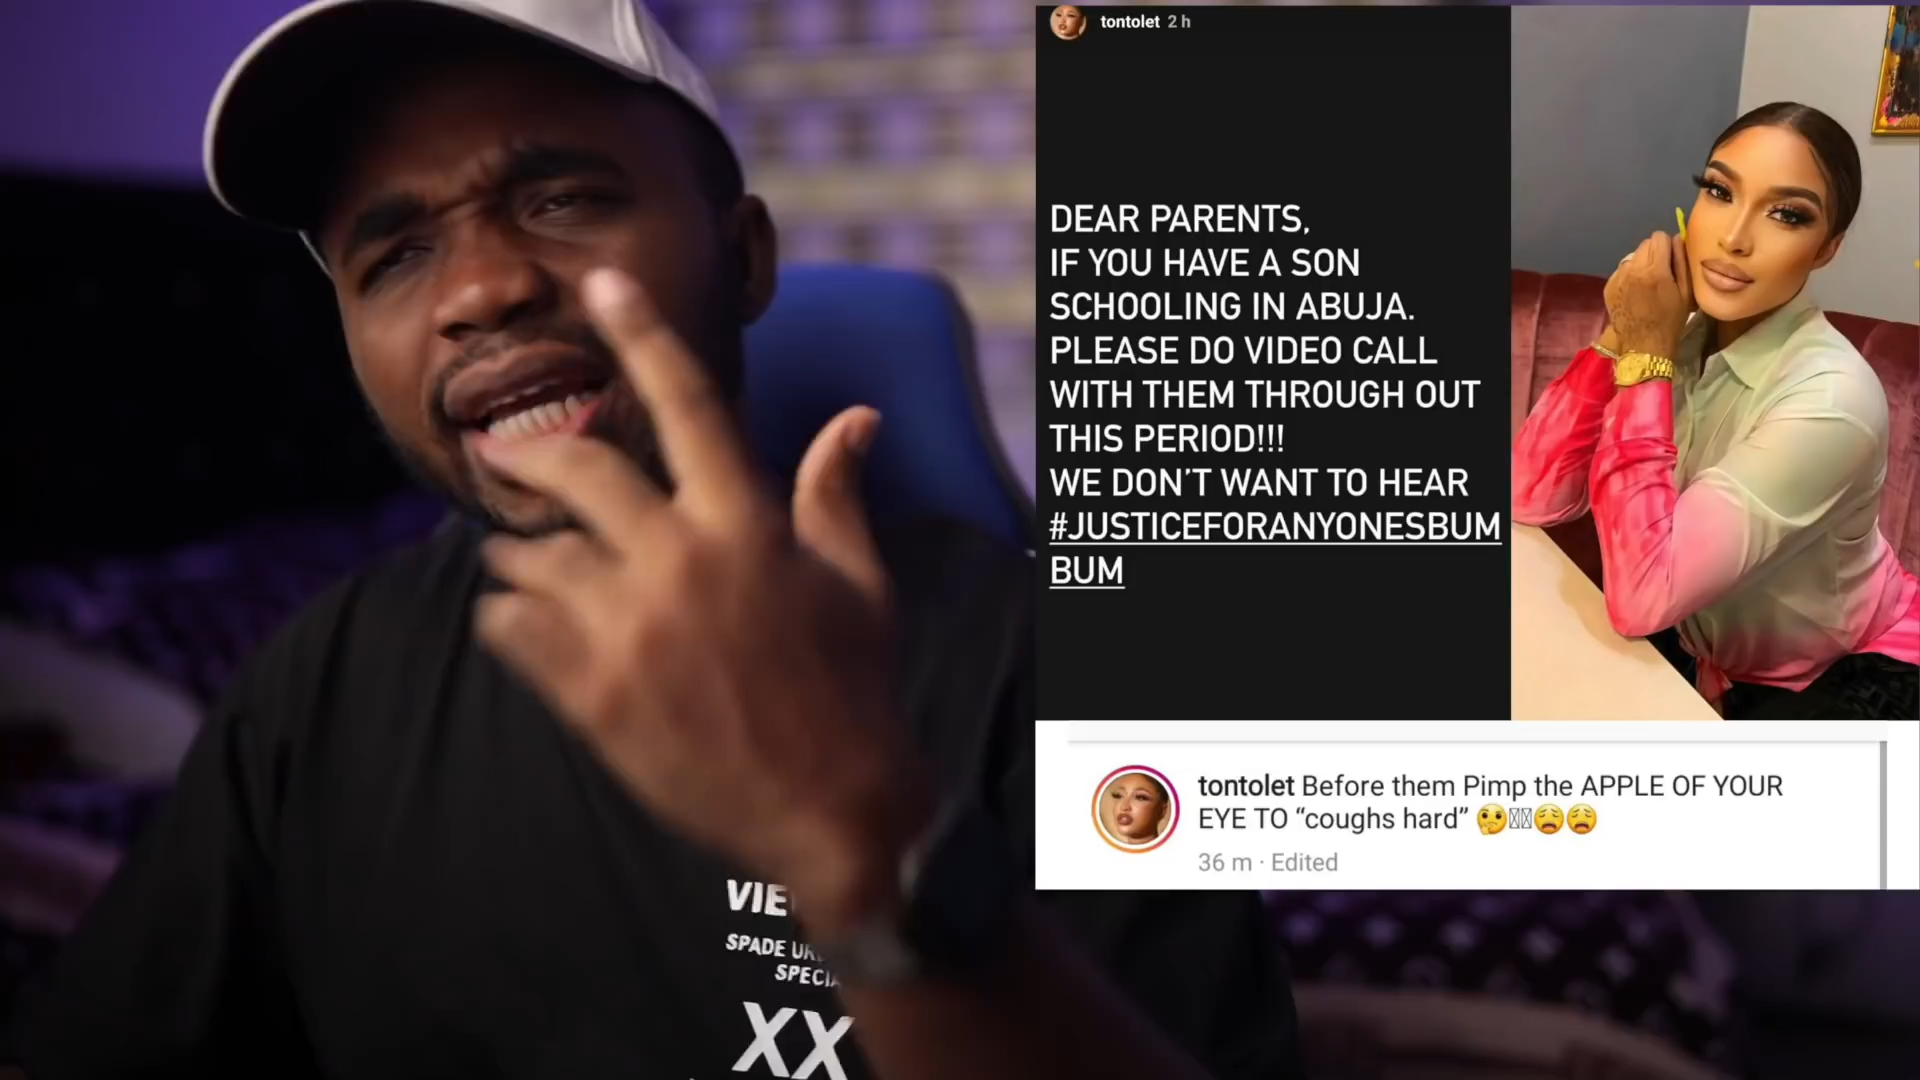 tontolet 2 h
DEAR PARENTS,
IF YOU HAVE A SON
SCHOOLING IN ABUJA.
PLEASE DO VIDEO CALL
WITH THEM THROUGH OUT
THIS PERIOD!!!
WE DON'T WANT TO HEAR
#JUSTICEFORANYONESBUM
BUM
tontolet Before them Pimp the APPLE OF YOUR
EYE TO “coughs hard” 🤔😩😩
36 m · Edited
SPADE
XX